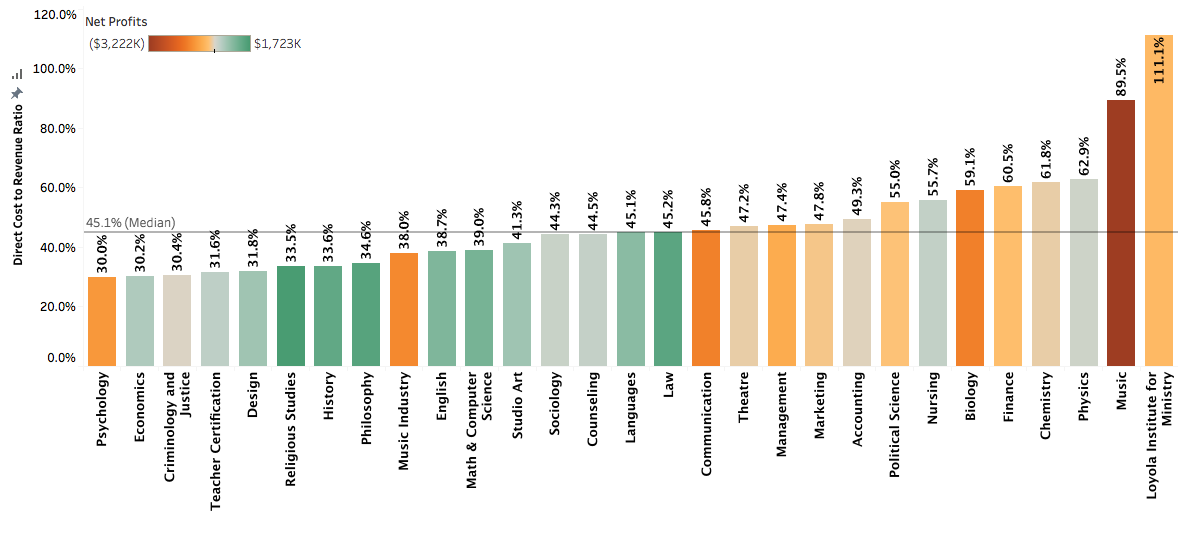 120.0%
Net Profits
($3,222K)
$1,723K
100.0%
80.0%
60.0%
40.0%
20.0%
0.0%
Direct Cost to Revenue Ratio
45.1% (Median)
30.0%
30.2%
30.4%
31.6%
31.8%
33.5%
33.6%
34.6%
38.0%
38.7%
39.0%
41.3%
44.3%
44.5%
45.1%
45.2%
45.8%
47.2%
47.4%
47.8%
49.3%
55.0%
55.7%
59.1%
60.5%
61.8%
62.9%
89.5%
111.1%
Psychology
Economics
Criminology and
Justice
Teacher Certification
Design
Religious Studies
History
Philosophy
Music Industry
English
Math & Computer
Science
Studio Art
Sociology
Counseling
Languages
Law
Communication
Theatre
Management
Marketing
Accounting
Political Science
Nursing
Biology
Finance
Chemistry
Physics
Music
Loyola Institute for
Ministry